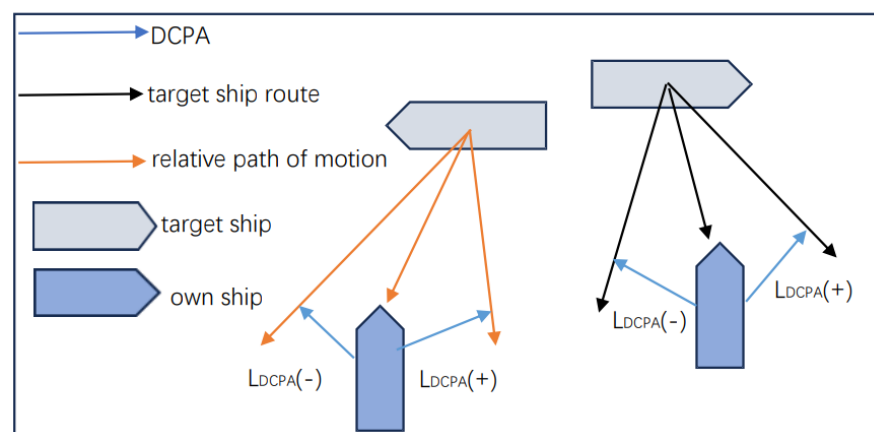 DCPA
target ship route
relative path of motion
target ship
own ship
LDCPA(-)
LDCPA(+)
LDCPA(-)
LDCPA(+)